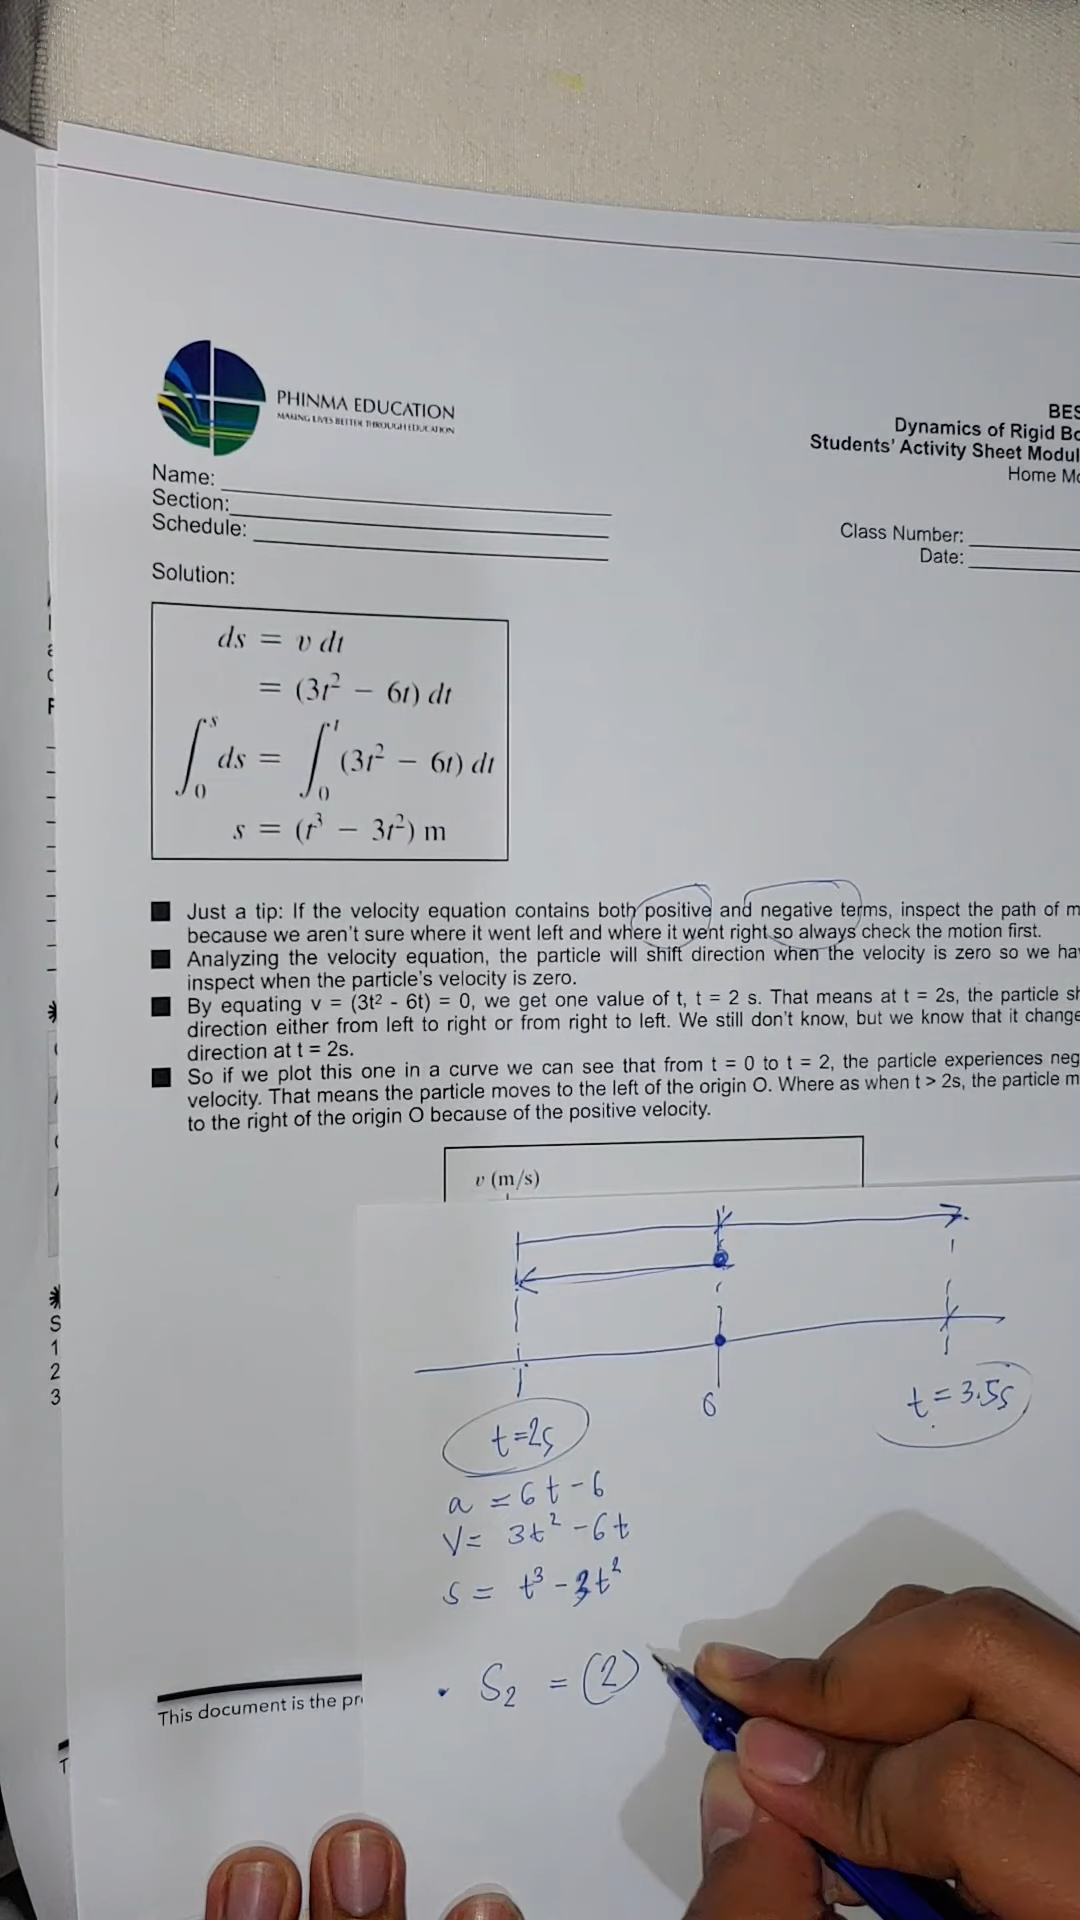 PHINMA EDUCATION
MAKING LIVES BETTER THROUGH EDUCATION
BES
Dynamics of Rigid Bo
Students' Activity Sheet Modul
Home Mo
Name:
Section:
Schedule:
Class Number:
Date:
Solution:
ds = v dt
= (3t² − 6t) dt
∫₀ˢ ds = ∫₀ᵗ (3t² − 6t) dt
s = (t³ − 3t²) m
Just a tip: If the velocity equation contains both positive and negative terms, inspect the path of m
because we aren't sure where it went left and where it went right so always check the motion first.
Analyzing the velocity equation, the particle will shift direction when the velocity is zero so we ha
inspect when the particle's velocity is zero.
By equating v = (3t2 - 6t) = 0, we get one value of t, t = 2 s. That means at t = 2s, the particle sh
direction either from left to right or from right to left. We still don't know, but we know that it change
direction at t = 2s.
So if we plot this one in a curve we can see that from t = 0 to t = 2, the particle experiences neg
velocity. That means the particle moves to the left of the origin O. Where as when t > 2s, the particle m
to the right of the origin O because of the positive velocity.
v (m/s)
t=2s
0
t = 3.5s
a = 6t - 6
V = 3t² - 6t
s = t³ - 3t²
• S₂ = (2)
This document is the pr
S
1
2
3